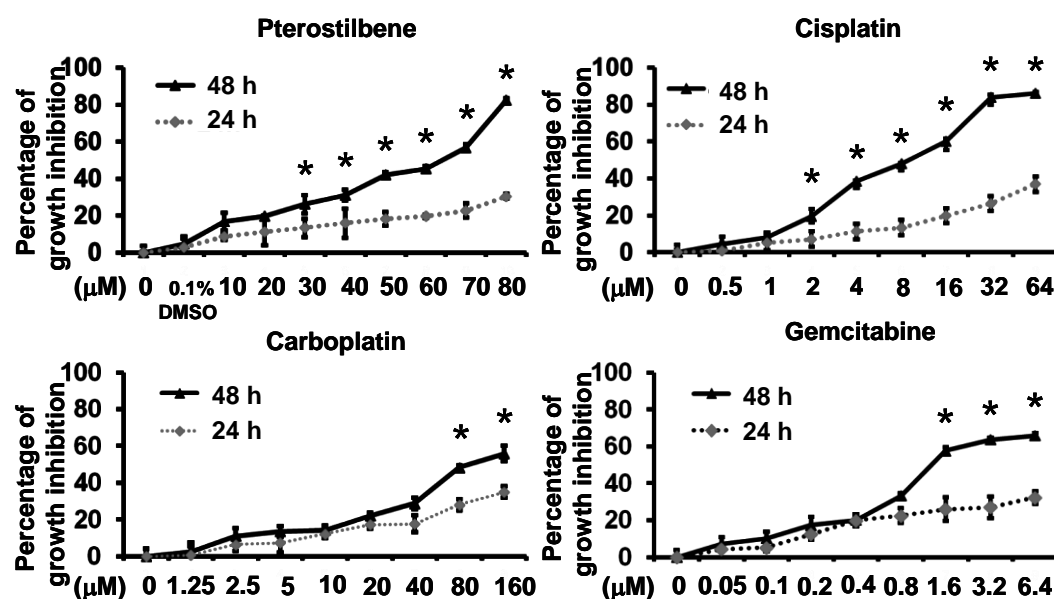 Pterostilbene
Percentage of
growth inhibition
100
80
60
40
20
0
48 h
24 h
* * * * * *
(μM) 0 0.1% 10 20 30 40 50 60 70 80
DMSO
Cisplatin
Percentage of
growth inhibition
100
80
60
40
20
0
48 h
24 h
* * * * * *
(μM) 0 0.5 1 2 4 8 16 32 64
Carboplatin
Percentage of
growth inhibition
100
80
60
40
20
0
48 h
24 h
* *
(μM) 0 1.25 2.5 5 10 20 40 80 160
Gemcitabine
Percentage of
growth inhibition
100
80
60
40
20
0
48 h
24 h
* * *
(μM) 0 0.05 0.1 0.2 0.4 0.8 1.6 3.2 6.4